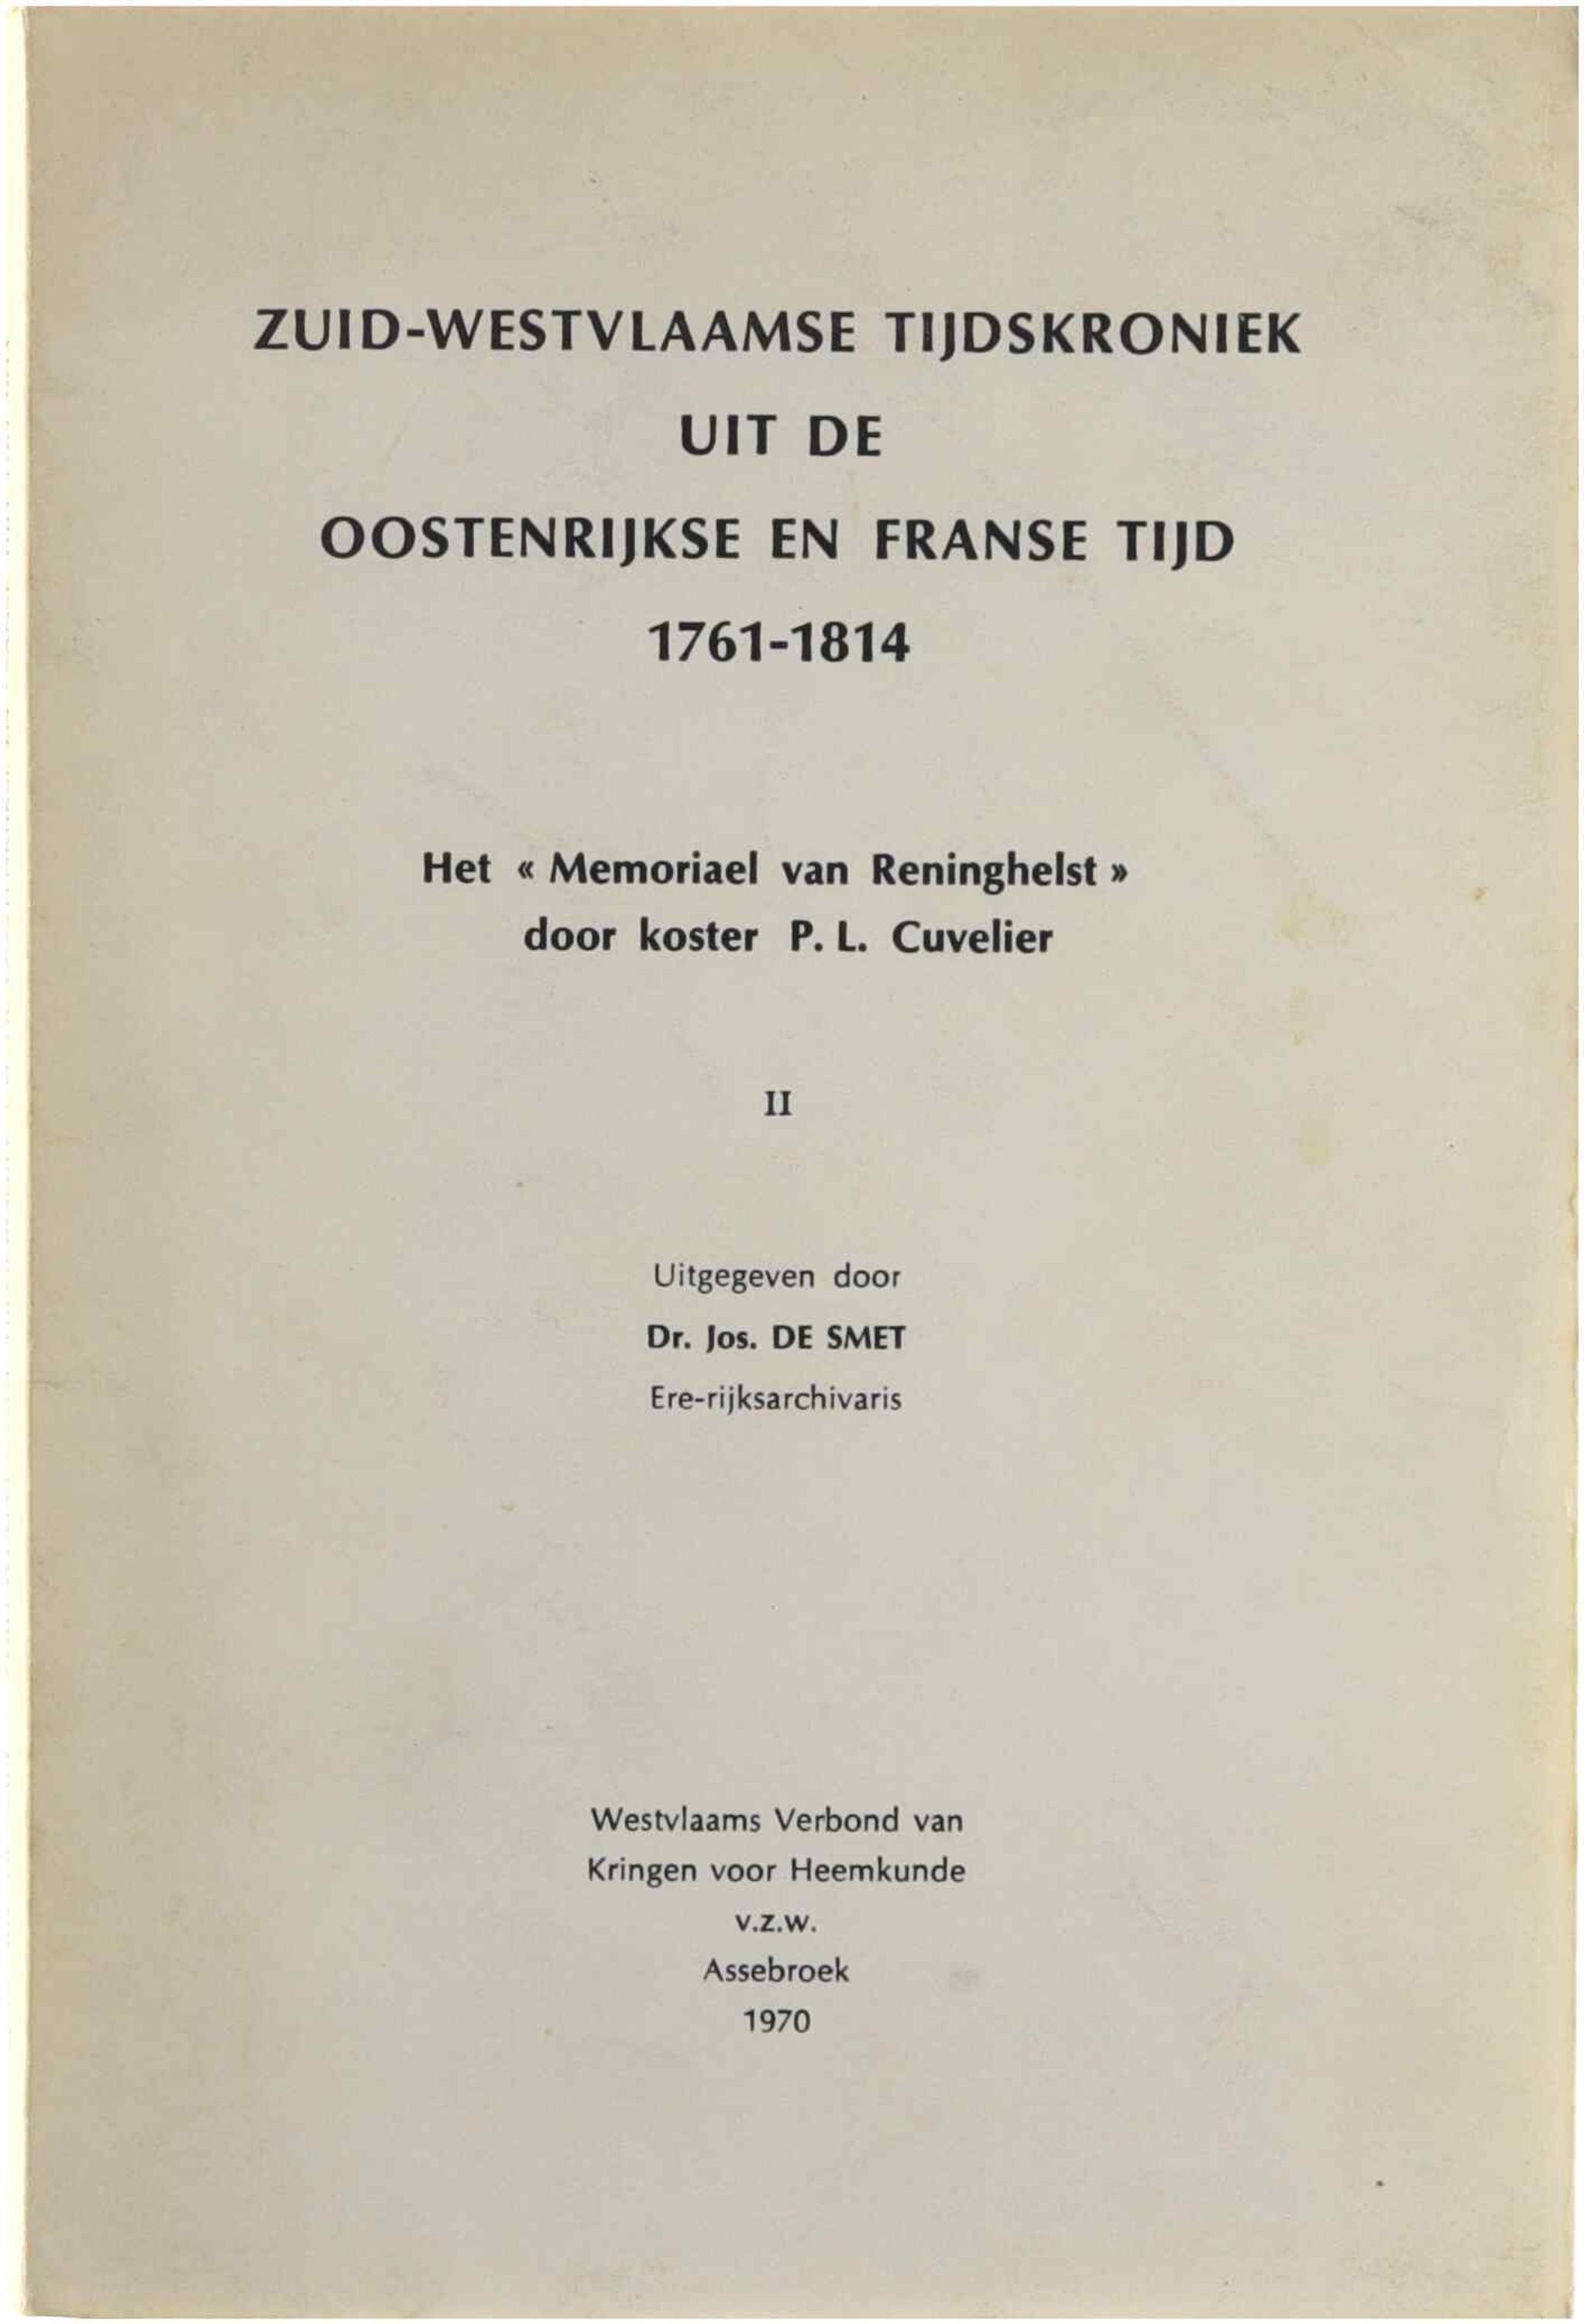 ZUID-WESTVLAAMSE TIJDSKRONIEK
UIT DE
OOSTENRIJKSE EN FRANSE TIJD
1761-1814
Het « Memoriael van Reninghelst »
door koster P. L. Cuvelier
II
Uitgegeven door
Dr. Jos. DE SMET
Ere-rijksarchivaris
Westvlaams Verbond van
Kringen voor Heemkunde
v.z.w.
Assebroek
1970